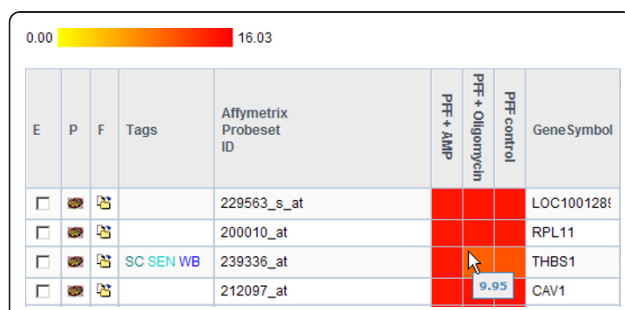 0.00 16.03
E P F Tags Affymetrix Probeset ID PFF + AMP PFF + Oligomycin PFF control GeneSymbol
229563_s_at LOC1001289
200010_at RPL11
SC SEN WB 239336_at THBS1
9.95
212097_at CAV1